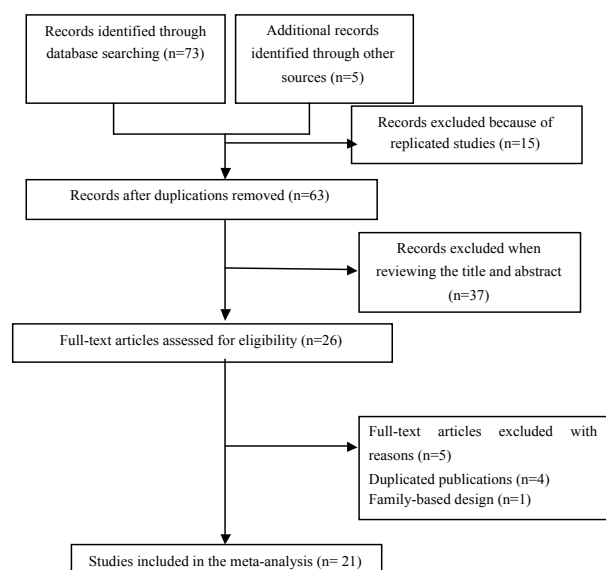 Records identified through
database searching (n=73)
Additional records
identified through other
sources (n=5)
Records excluded because of
replicated studies (n=15)
Records after duplications removed (n=63)
Records excluded when
reviewing the title and abstract
(n=37)
Full-text articles assessed for eligibility (n=26)
Full-text articles excluded with
reasons (n=5)
Duplicated publications (n=4)
Family-based design (n=1)
Studies included in the meta-analysis (n= 21)